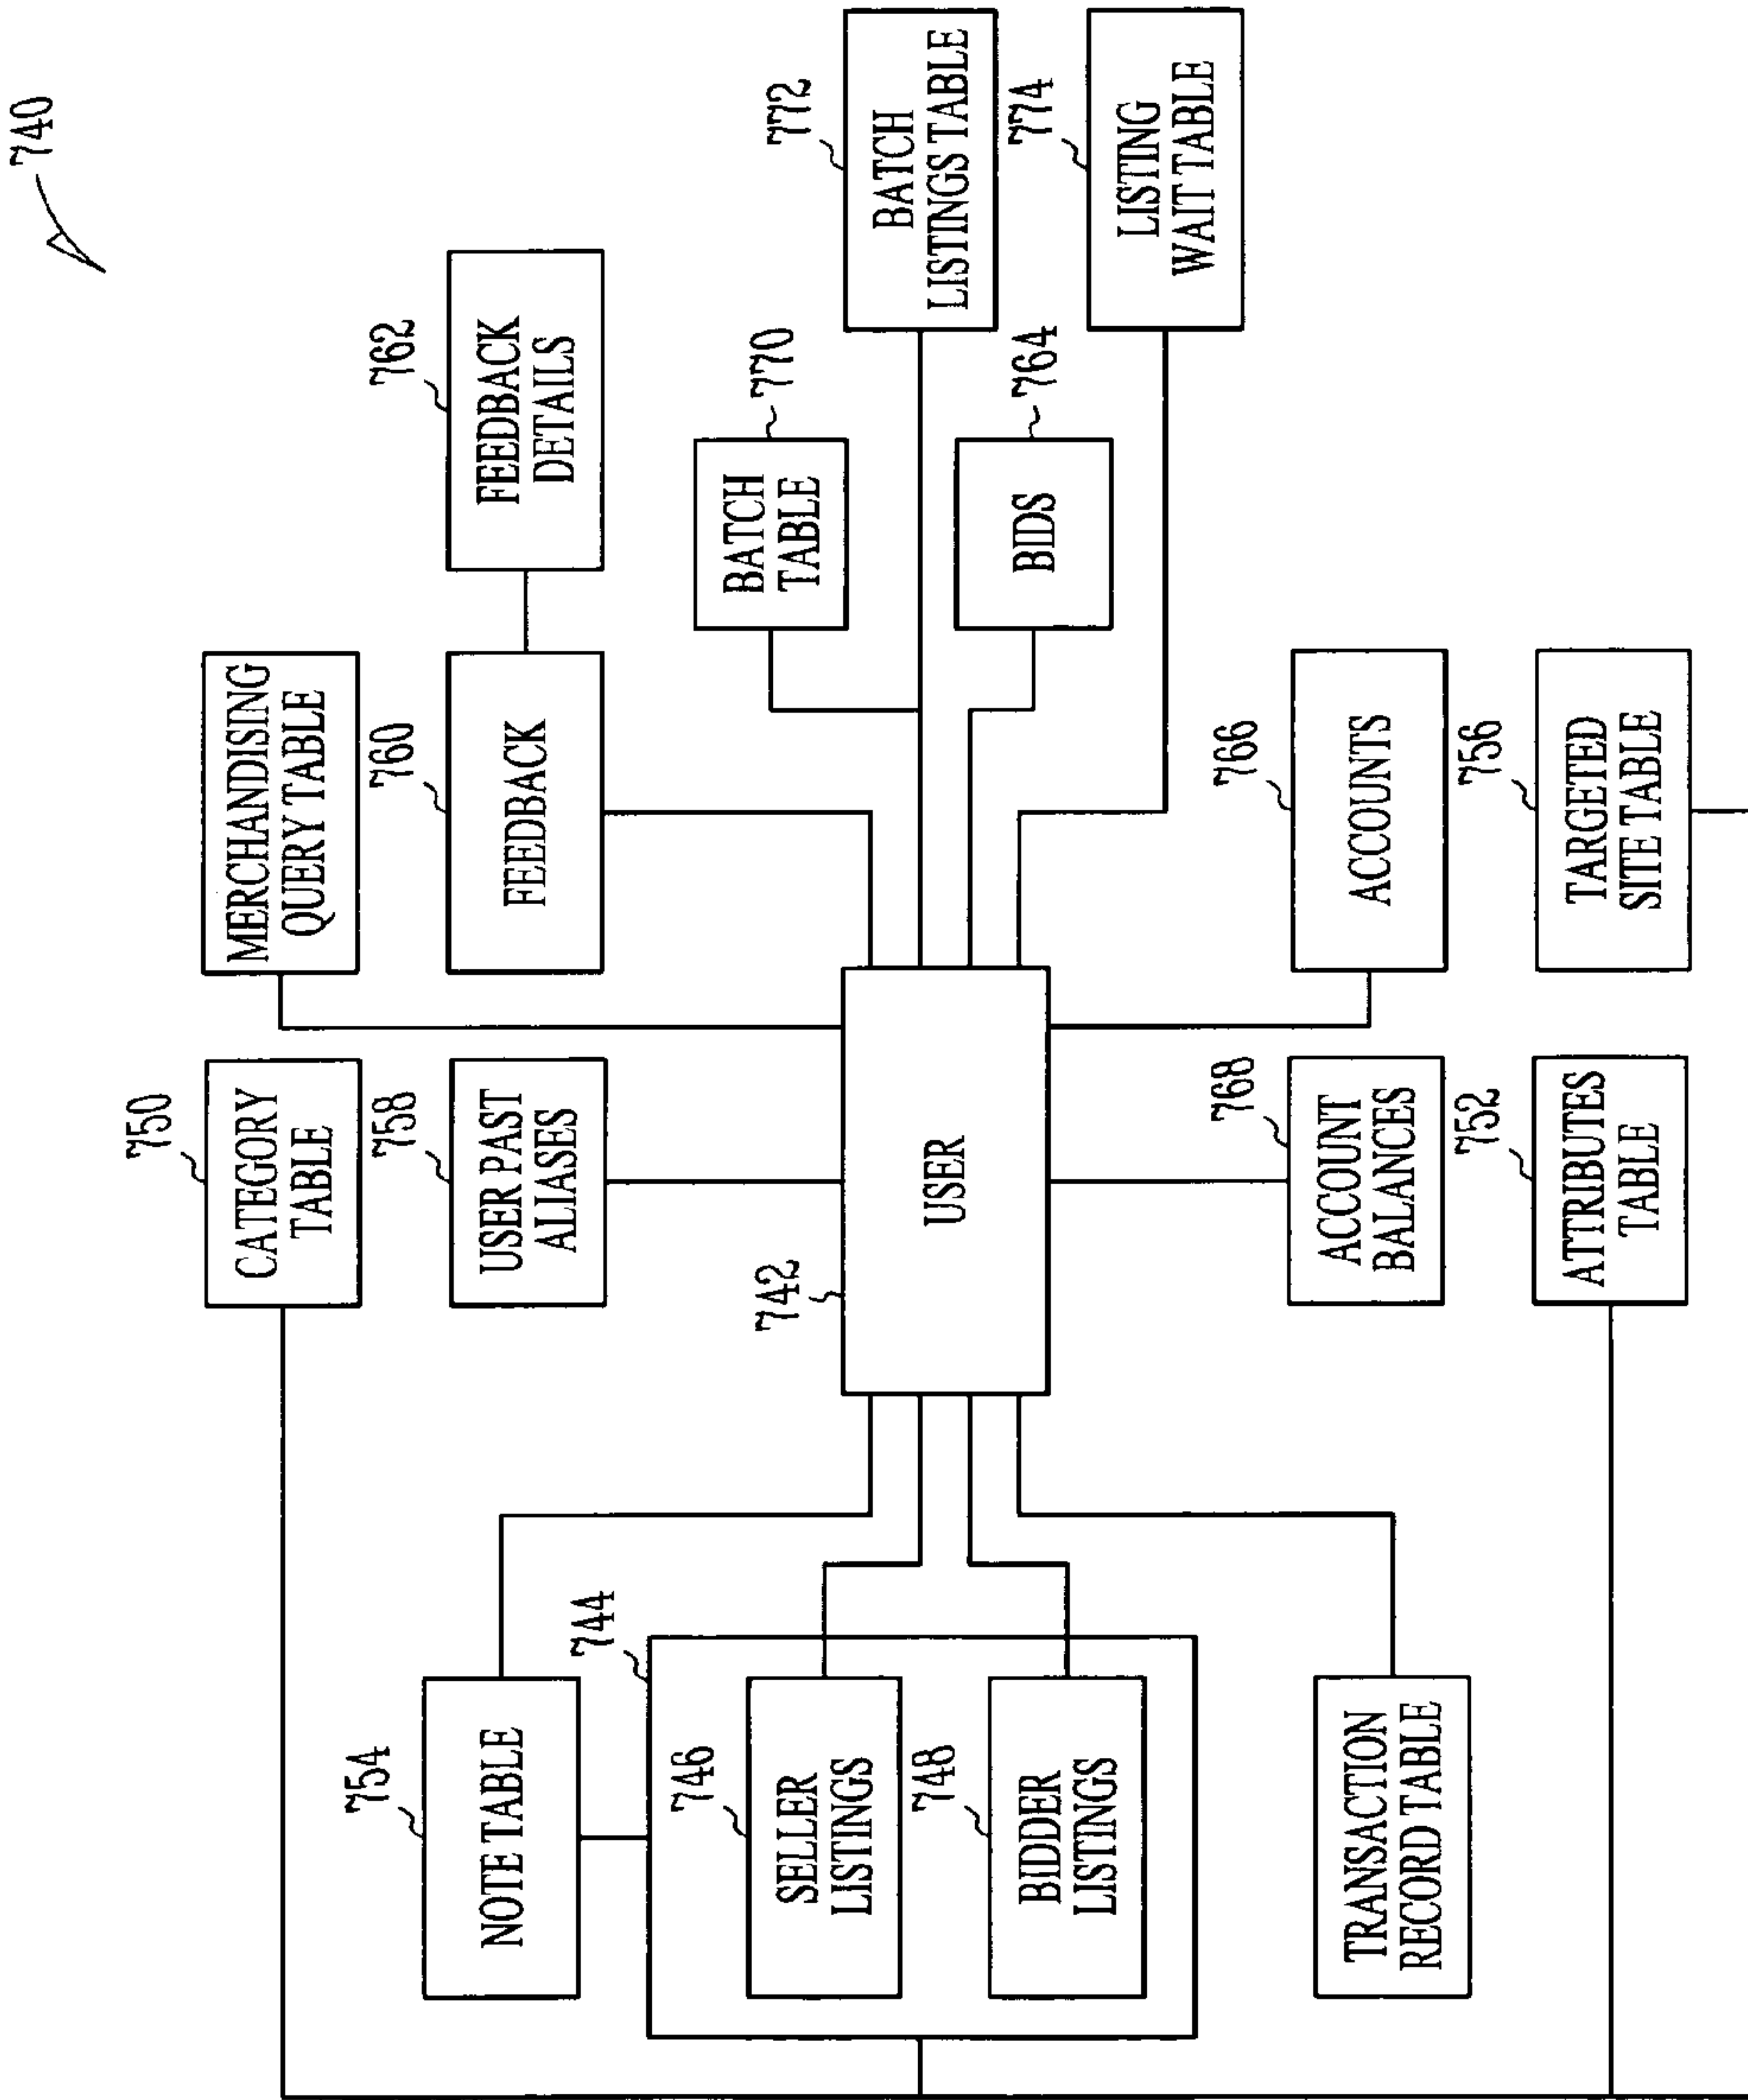 740
750
CATEGORY
TABLE
MERCHANDISING
QUERY TABLE
754
NOTE TABLE
758
USER PAST
ALIASES
760
FEEDBACK
762
FEEDBACK
DETAILS
744
746
SELLER
LISTINGS
748
BIDDER
LISTINGS
742
USER
770
BATCH
TABLE
772
BATCH
LISTINGS TABLE
764
BIDS
774
LISTING
WAIT TABLE
TRANSACTION
RECORD TABLE
768
ACCOUNT
BALANCES
766
ACCOUNTS
752
ATTRIBUTES
TABLE
756
TARGETED
SITE TABLE